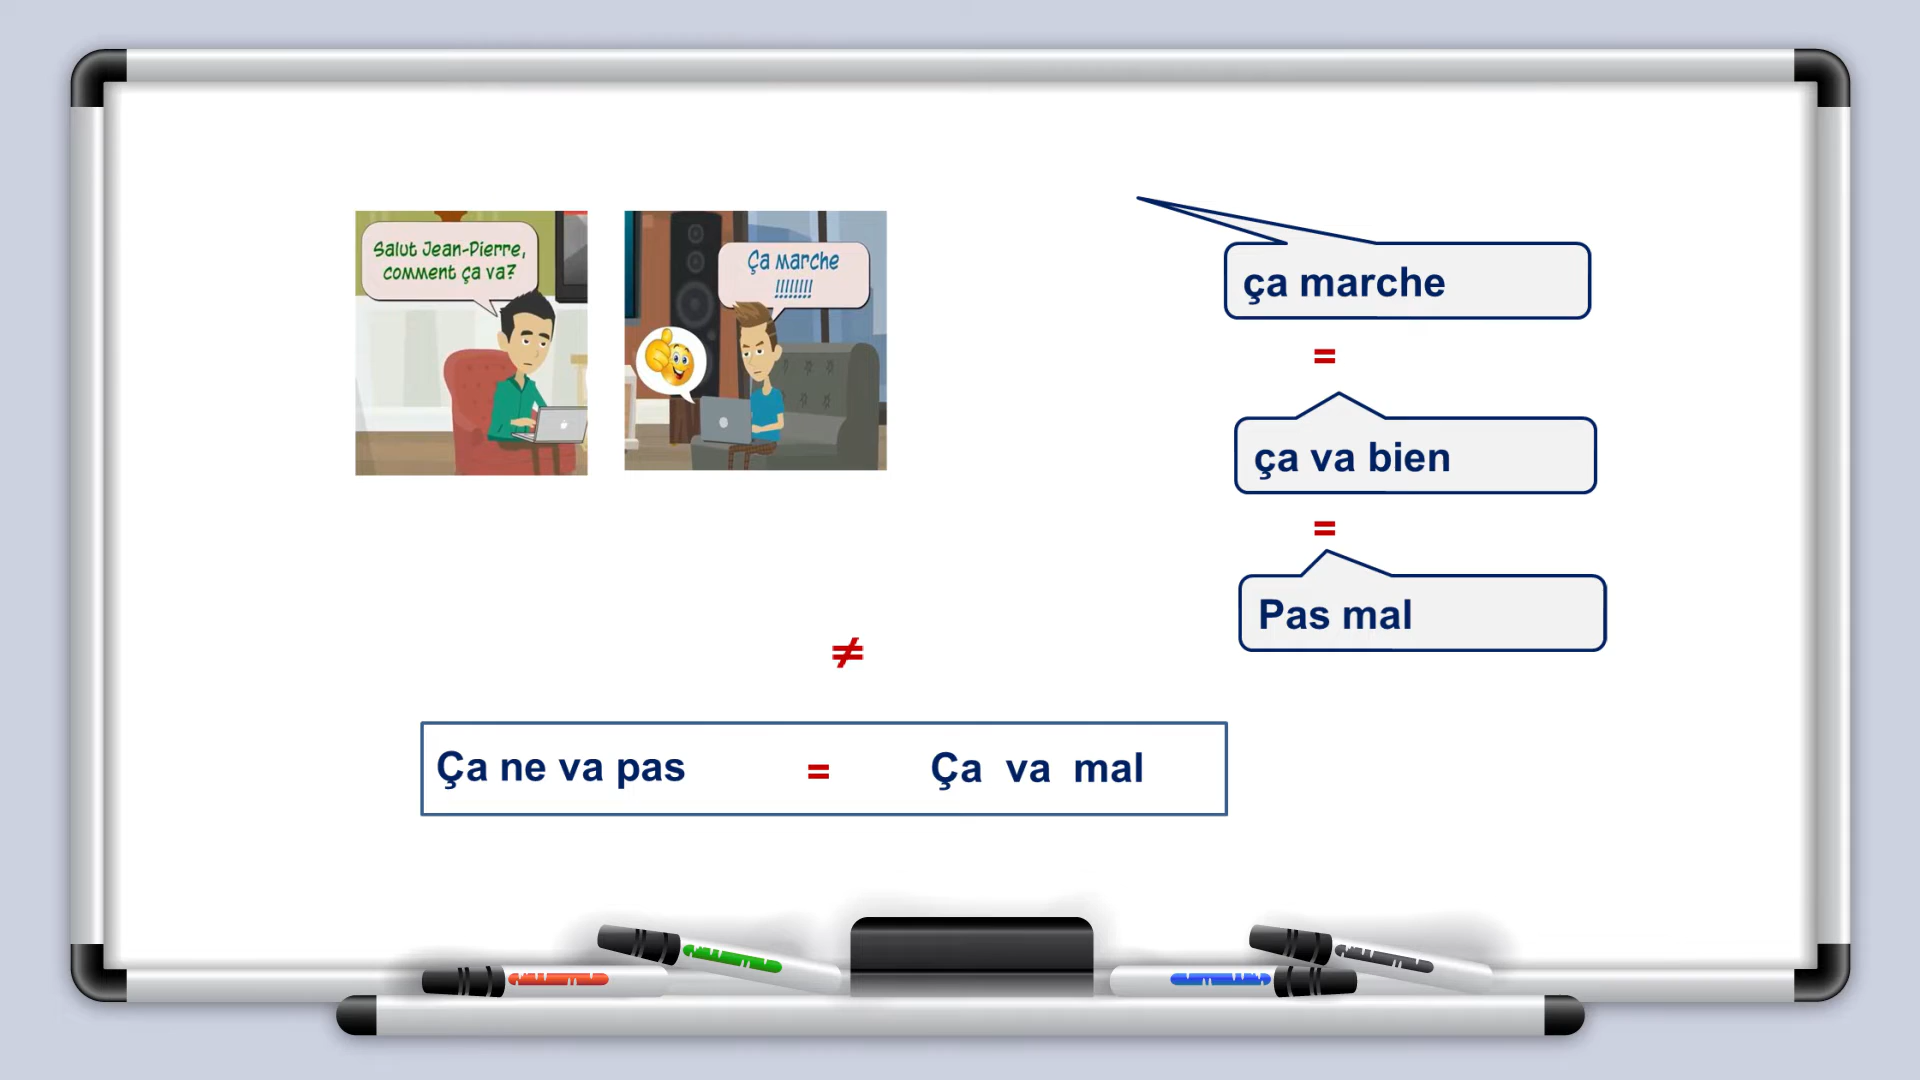 Salut Jean-Pierre,
comment ça va?
Ça marche
!!!!!!!!
ça marche
=
ça va bien
=
Pas mal
≠
Ça ne va pas = Ça va mal